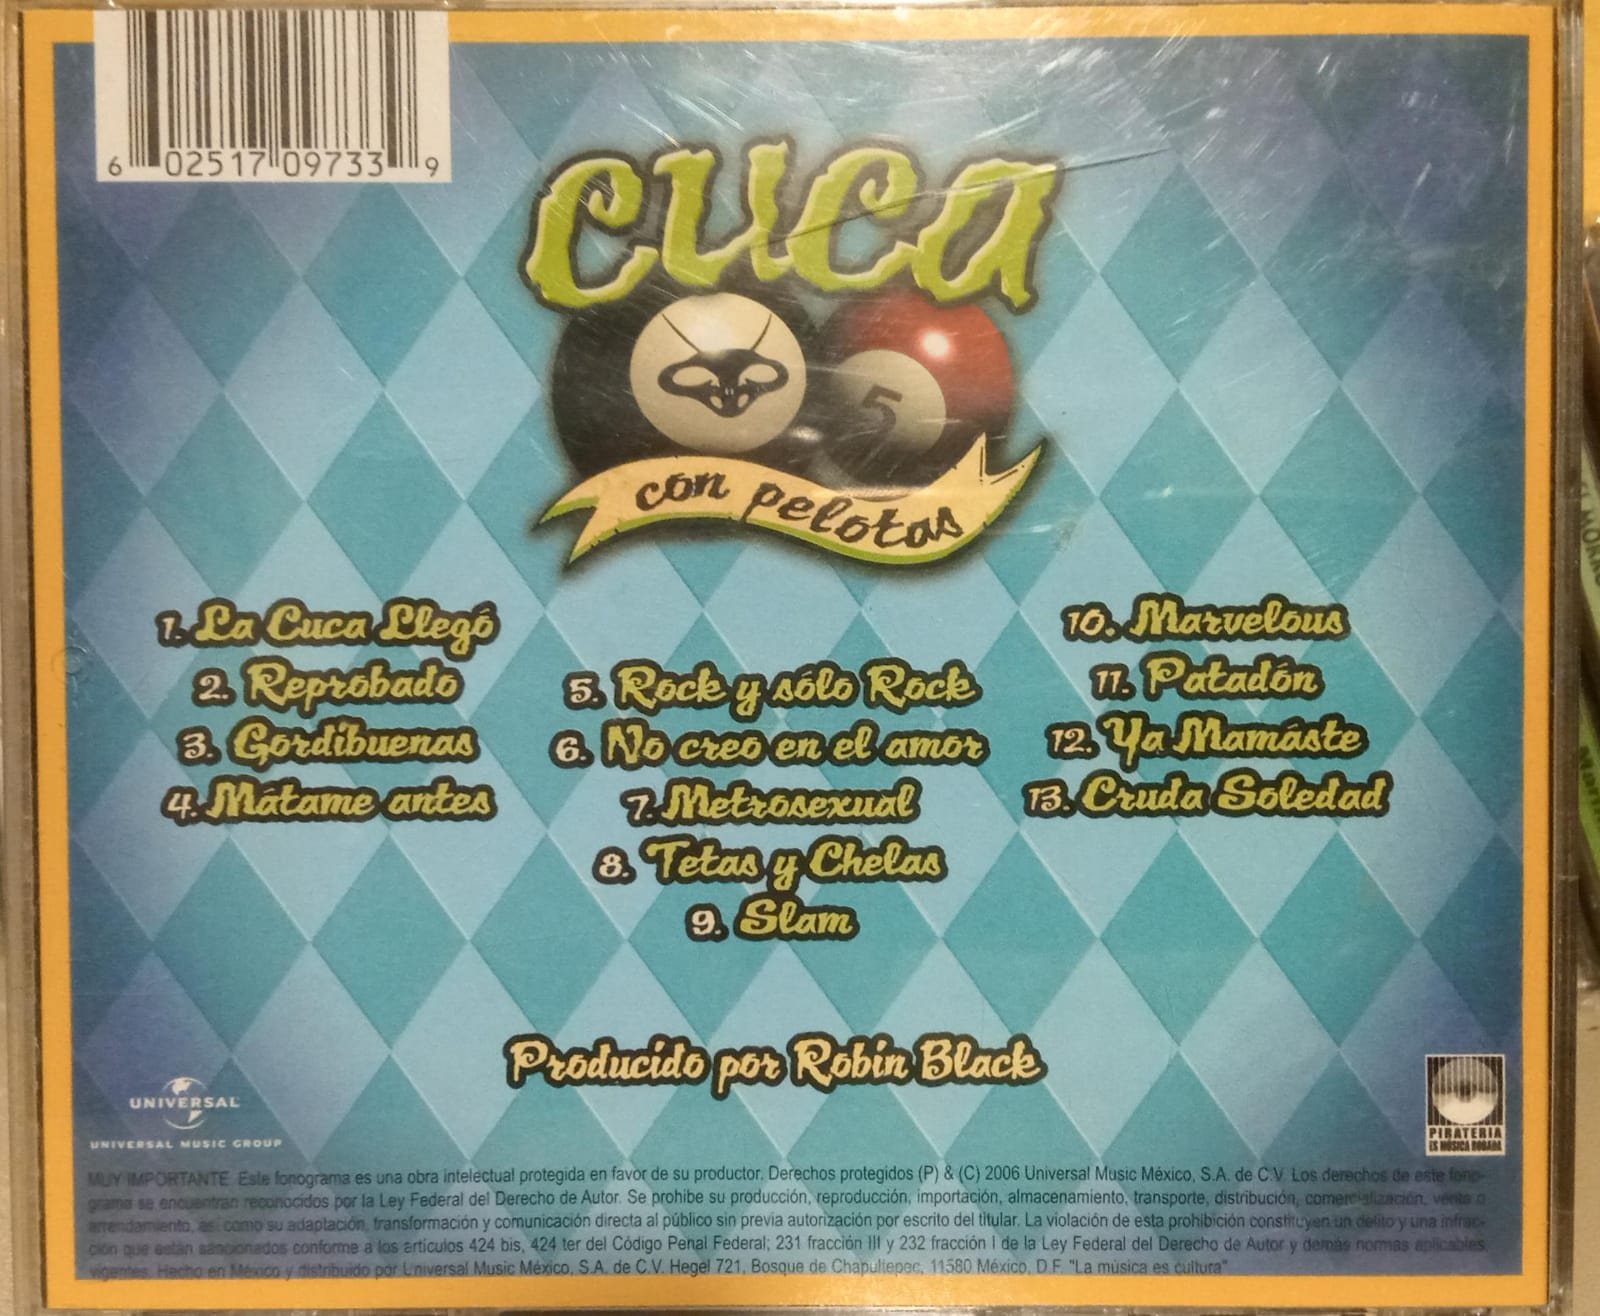 6 02517 09733 9
cuca
5
con pelotas
1. La Cuca Llegó
2. Reprobado
3. Gordibuenas
4. Mátame antes
5. Rock y sólo Rock
6. No creo en el amor
7. Metrosexual
8. Tetas y Chelas
9. Slam
10. Marvelous
11. Patadón
12. Ya Mamáste
13. Cruda Soledad
Producido por Robin Black
UNIVERSAL
UNIVERSAL MUSIC GROUP
PIRATERIA
ES MÚSICA ROBADA
MUY IMPORTANTE. Este fonograma es una obra intelectual protegida en favor de su productor. Derechos protegidos (P) & (C) 2006 Universal Music México, S.A. de C.V. Los derechos de este fono-
grama se encuentran reconocidos por la Ley Federal del Derecho de Autor. Se prohibe su producción, reproducción, importación, almacenamiento, transporte, distribución, comercialización, venta o
arrendamiento, así como su adaptación, transformación y comunicación directa al público sin previa autorización por escrito del titular. La violación de esta prohibición constituyen un delito y una infrac-
ción que están sancionados conforme a los artículos 424 bis, 424 ter del Código Penal Federal; 231 fracción III y 232 fracción I de la Ley Federal del Derecho de Autor y demás normas aplicables
vigentes. Hecho en México y distribuido por Universal Music México, S.A. de C.V. Hegel 721, Bosque de Chapultepec, 11580 México, D.F. "La música es cultura"